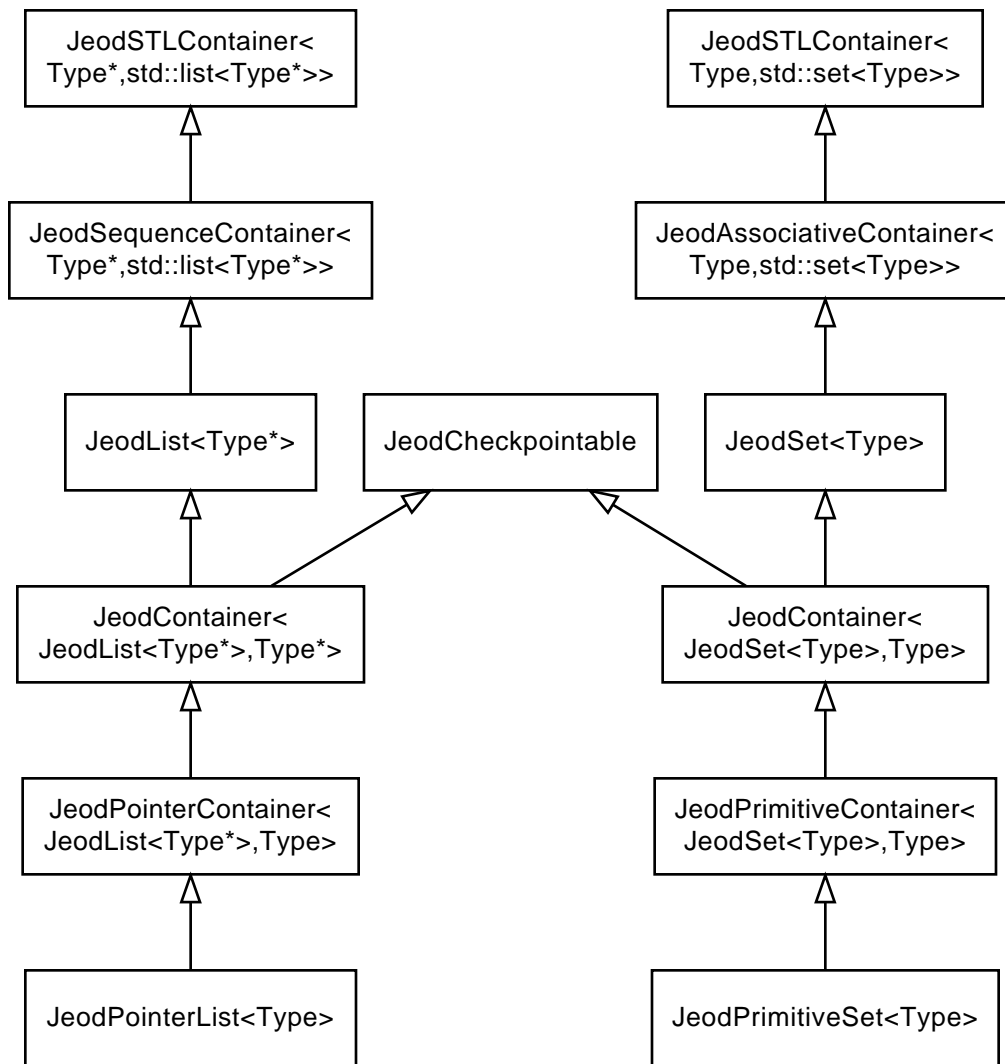 JeodSTLContainer<
Type*,std::list<Type*>>
JeodSTLContainer<
Type,std::set<Type>>
JeodSequenceContainer<
Type*,std::list<Type*>>
JeodAssociativeContainer<
Type,std::set<Type>>
JeodList<Type*>
JeodCheckpointable
JeodSet<Type>
JeodContainer<
JeodList<Type*>,Type*>
JeodContainer<
JeodSet<Type>,Type>
JeodPointerContainer<
JeodList<Type*>,Type>
JeodPrimitiveContainer<
JeodSet<Type>,Type>
JeodPointerList<Type>
JeodPrimitiveSet<Type>